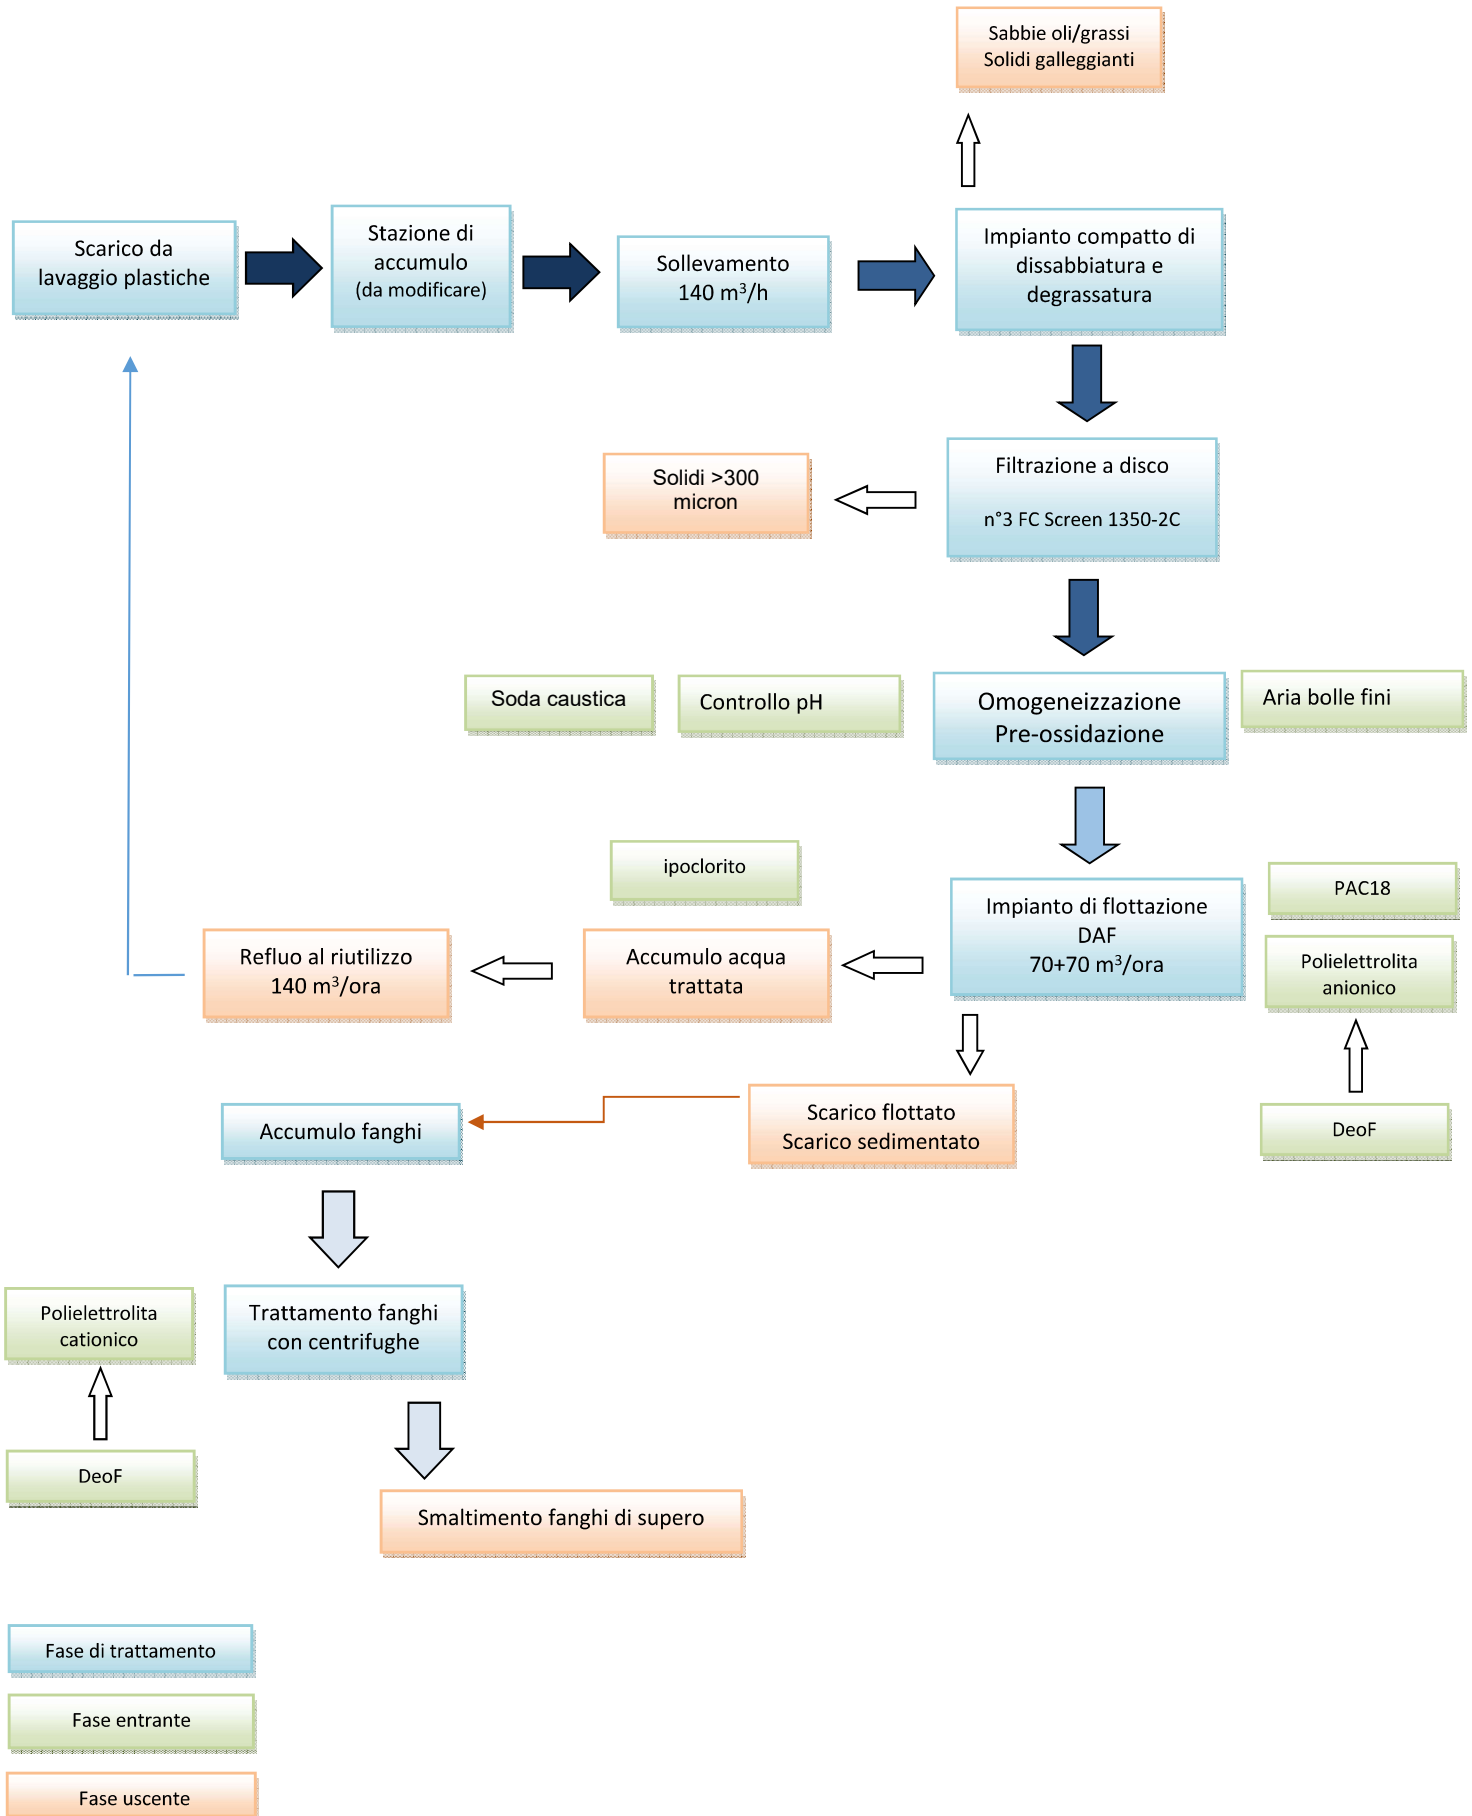 Sabbie oli/grassi
Solidi galleggianti
Scarico da
lavaggio plastiche
Stazione di
accumulo
(da modificare)
Sollevamento
140 m³/h
Impianto compatto di
dissabbiatura e
degrassatura
Solidi >300
micron
Filtrazione a disco
n°3 FC Screen 1350-2C
Soda caustica
Controllo pH
Omogeneizzazione
Pre-ossidazione
Aria bolle fini
ipoclorito
Refluo al riutilizzo
140 m³/ora
Accumulo acqua
trattata
Impianto di flottazione
DAF
70+70 m³/ora
PAC18
Polielettrolita
anionico
DeoF
Accumulo fanghi
Scarico flottato
Scarico sedimentato
Polielettrolita
cationico
DeoF
Trattamento fanghi
con centrifughe
Smaltimento fanghi di supero
Fase di trattamento
Fase entrante
Fase uscente